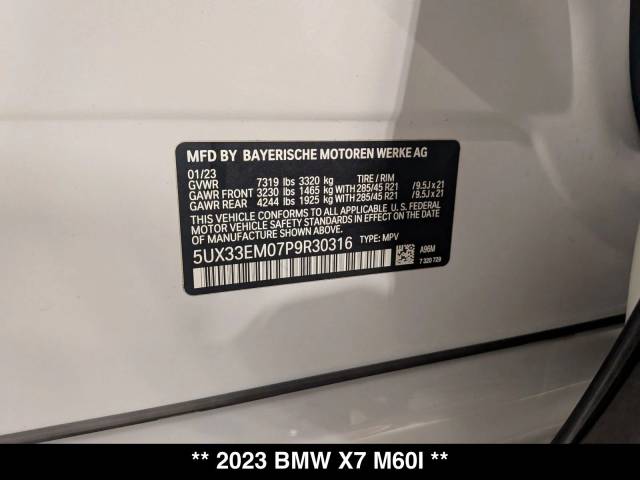 MFD BY BAYERISCHE MOTOREN WERKE AG
01/23
GVWR 7319 lbs 3320 kg TIRE / RIM
GAWR FRONT 3230 lbs 1465 kg WITH 285/45 R21 /9.5J x 21
GAWR REAR 4244 lbs 1925 kg WITH 285/45 R21 /9.5J x 21
THIS VEHICLE CONFORMS TO ALL APPLICABLE U.S. FEDERAL
MOTOR VEHICLE SAFETY STANDARDS IN EFFECT ON THE DATE
OF MANUFACTURE SHOWN ABOVE.
5UX33EM07P9R30316 TYPE: MPV
A96M
7 320 729
** 2023 BMW X7 M60I **